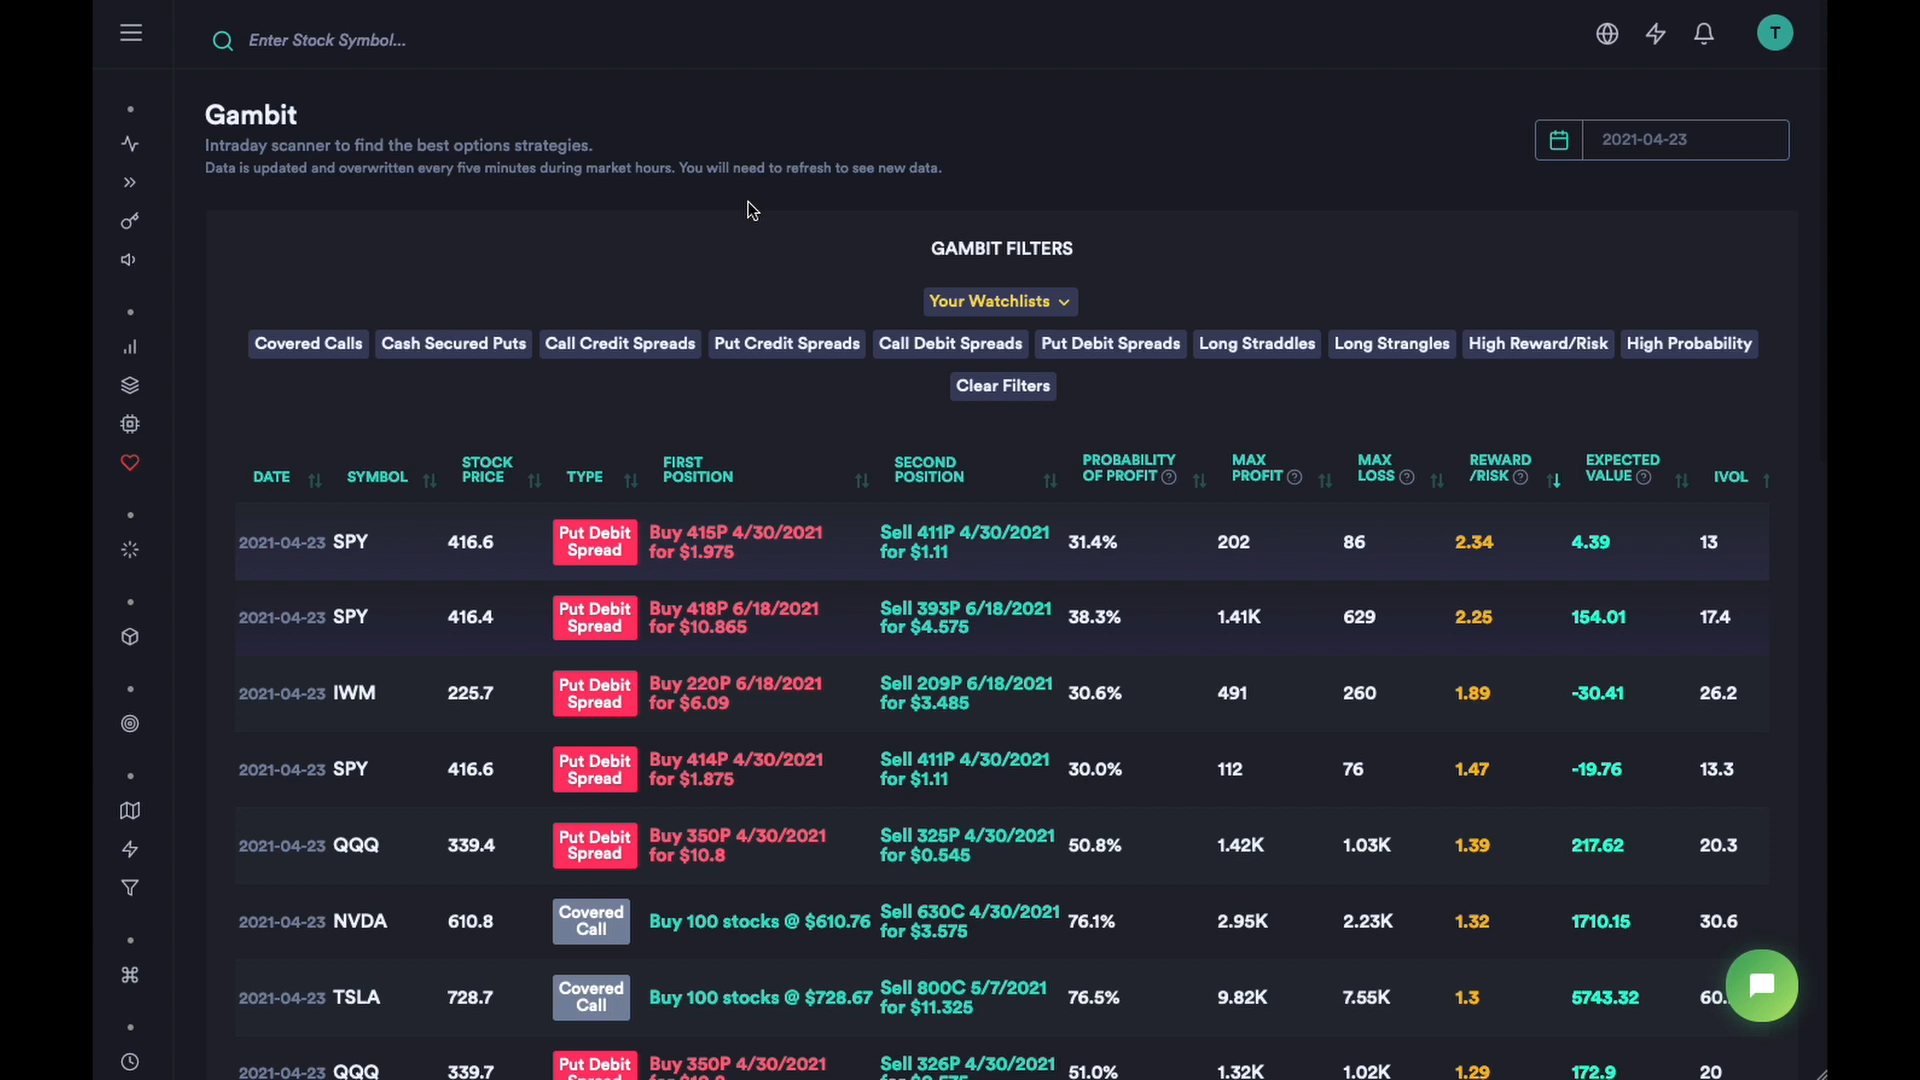 Enter Stock Symbol...
T
Gambit
Intraday scanner to find the best options strategies.
Data is updated and overwritten every five minutes during market hours. You will need to refresh to see new data.
2021-04-23
GAMBIT FILTERS
Your Watchlists
Covered Calls Cash Secured Puts Call Credit Spreads Put Credit Spreads Call Debit Spreads Put Debit Spreads Long Straddles Long Strangles High Reward/Risk High Probability
Clear Filters
DATE SYMBOL STOCK PRICE TYPE FIRST POSITION SECOND POSITION PROBABILITY OF PROFIT MAX PROFIT MAX LOSS REWARD /RISK EXPECTED VALUE IVOL
2021-04-23 SPY 416.6 Put Debit Spread Buy 415P 4/30/2021 for $1.975 Sell 411P 4/30/2021 for $1.11 31.4% 202 86 2.34 4.39 13
2021-04-23 SPY 416.4 Put Debit Spread Buy 418P 6/18/2021 for $10.865 Sell 393P 6/18/2021 for $4.575 38.3% 1.41K 629 2.25 154.01 17.4
2021-04-23 IWM 225.7 Put Debit Spread Buy 220P 6/18/2021 for $6.09 Sell 209P 6/18/2021 for $3.485 30.6% 491 260 1.89 -30.41 26.2
2021-04-23 SPY 416.6 Put Debit Spread Buy 414P 4/30/2021 for $1.875 Sell 411P 4/30/2021 for $1.11 30.0% 112 76 1.47 -19.76 13.3
2021-04-23 QQQ 339.4 Put Debit Spread Buy 350P 4/30/2021 for $10.8 Sell 325P 4/30/2021 for $0.545 50.8% 1.42K 1.03K 1.39 217.62 20.3
2021-04-23 NVDA 610.8 Covered Call Buy 100 stocks @ $610.76 Sell 630C 4/30/2021 for $3.575 76.1% 2.95K 2.23K 1.32 1710.15 30.6
2021-04-23 TSLA 728.7 Covered Call Buy 100 stocks @ $728.67 Sell 800C 5/7/2021 for $11.325 76.5% 9.82K 7.55K 1.3 5743.32 60.
2021-04-23 QQQ 339.7 Put Debit Buy 350P 4/30/2021 Sell 326P 4/30/2021 51.0% 1.32K 1.02K 1.29 172.9 20